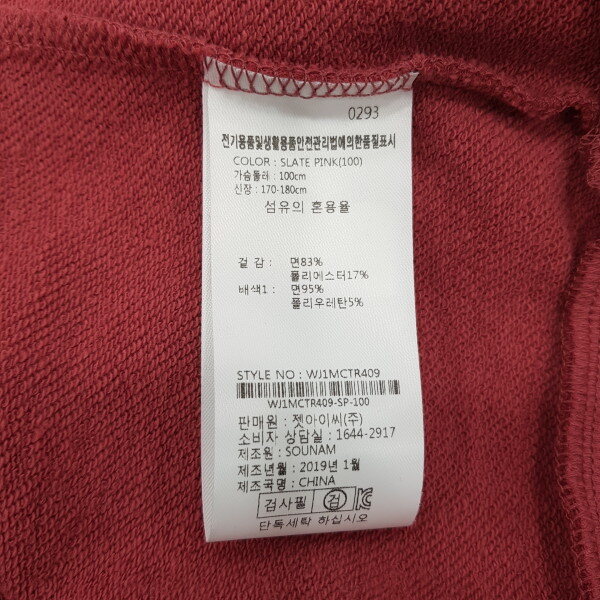 0293
전기용품및생활용품안전관리법에의한품질표시
COLOR : SLATE PINK(100)
가슴둘레 : 100cm
신장 : 170-180cm
섬유의 혼용율
겉 감 : 면83%
폴리에스터17%
배색1 : 면95%
폴리우레탄5%
STYLE NO : WJ1MCTR409
WJ1MCTR409-SP-100
판매원 : 젯아이씨(주)
소비자 상담실 : 1644-2917
제조원 : SOUNAM
제조년월 : 2019년 1월
제조국명 : CHINA
검사필 검 KC
단독세탁 하십시오